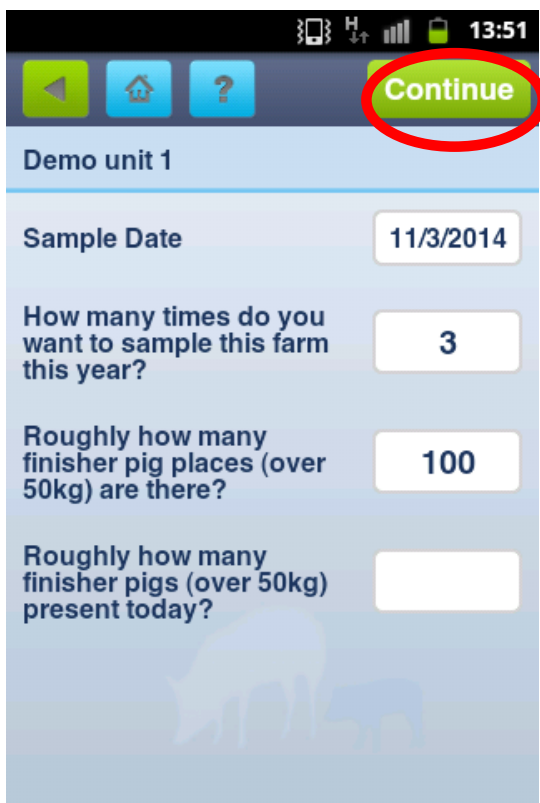 H 13:51
? Continue
Demo unit 1
Sample Date 11/3/2014
How many times do you
want to sample this farm 3
this year?
Roughly how many
finisher pig places (over 100
50kg) are there?
Roughly how many
finisher pigs (over 50kg)
present today?